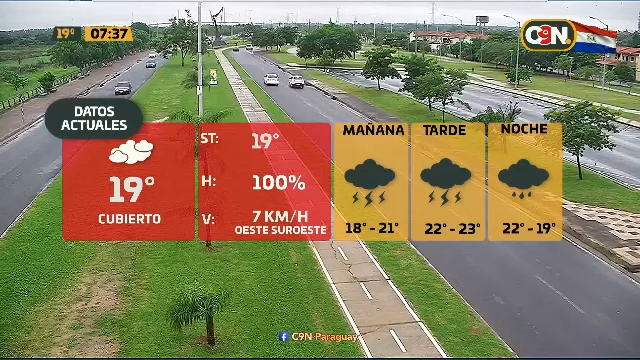 19° 07:37
C9N
DATOS
ACTUALES
19°
CUBIERTO
ST: 19°
H: 100%
V: 7 KM/H
OESTE SUROESTE
MAÑANA
18° - 21°
TARDE
22° - 23°
NOCHE
22° - 19°
C9N Paraguay